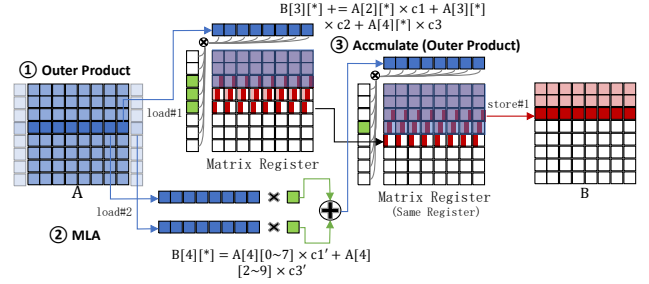 B[3][*] += A[2][*] × c1 + A[3][*]
× c2 + A[4][*] × c3
① Outer Product
③ Accmulate (Outer Product)
load#1
store#1
Matrix Register
A
load#2
Matrix Register
(Same Register)
B
② MLA
B[4][*] = A[4][0~7] × c1′ + A[4]
[2~9] × c3′